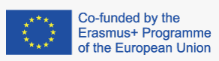 Co-funded by the
Erasmus+ Programme
of the European Union